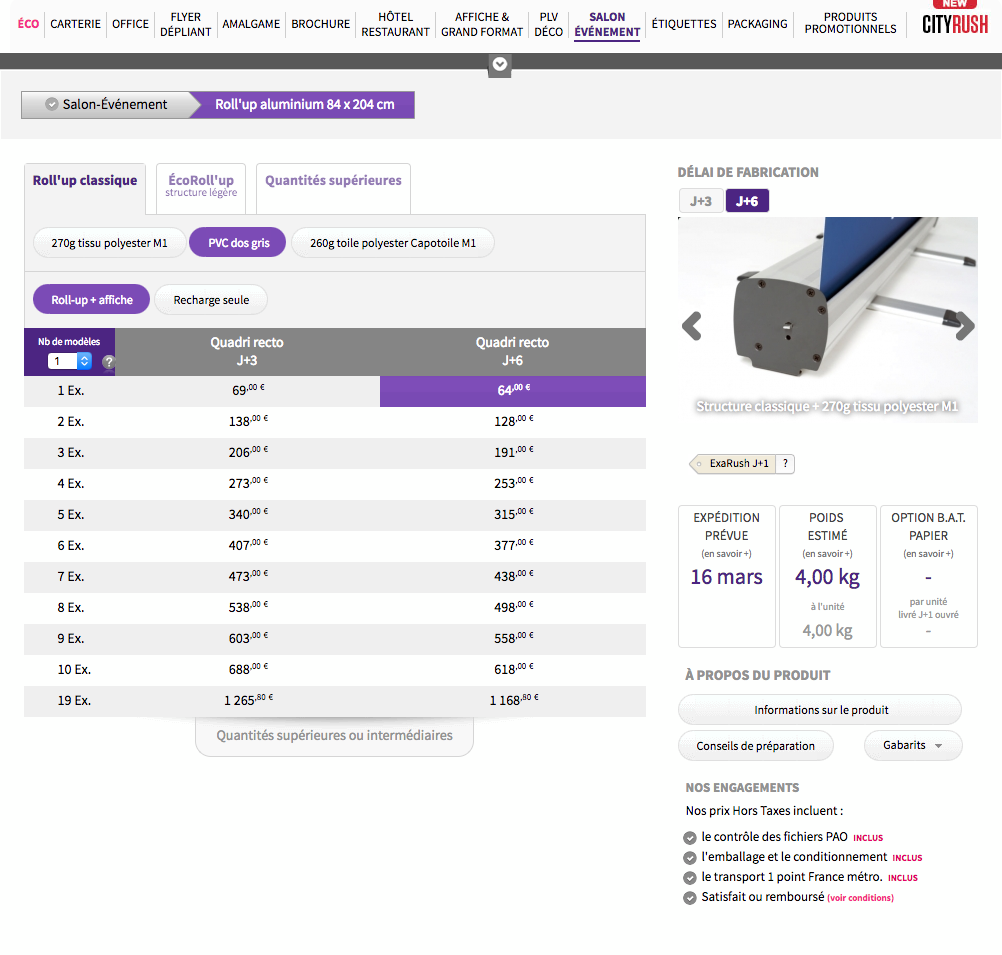 ÉCO
CARTERIE
OFFICE
FLYER
DÉPLIANT
AMALGAME
BROCHURE
HÔTEL
RESTAURANT
AFFICHE &
GRAND FORMAT
PLV
DÉCO
SALON
ÉVÉNEMENT
ÉTIQUETTES
PACKAGING
PRODUITS
PROMOTIONNELS
NEW
CITYRUSH
Salon-Événement
Roll'up aluminium 84 x 204 cm
Roll'up classique
ÉcoRoll'up
structure légère
Quantités supérieures
270g tissu polyester M1
PVC dos gris
260g toile polyester Capotoile M1
Roll-up + affiche
Recharge seule
Nb de modèles
1
?
Quadri recto
J+3
Quadri recto
J+6
1 Ex. 69,00 € 64,00 €
2 Ex. 138,00 € 128,00 €
3 Ex. 206,00 € 191,00 €
4 Ex. 273,00 € 253,00 €
5 Ex. 340,00 € 315,00 €
6 Ex. 407,00 € 377,00 €
7 Ex. 473,00 € 438,00 €
8 Ex. 538,00 € 498,00 €
9 Ex. 603,00 € 558,00 €
10 Ex. 688,00 € 618,00 €
19 Ex. 1 265,80 € 1 168,80 €
Quantités supérieures ou intermédiaires
DÉLAI DE FABRICATION
J+3
J+6
Structure classique + 270g tissu polyester M1
ExaRush J+1 ?
EXPÉDITION
PRÉVUE
(en savoir +)
16 mars
POIDS
ESTIMÉ
(en savoir +)
4,00 kg
à l'unité
4,00 kg
OPTION B.A.T.
PAPIER
(en savoir +)
-
par unité
livré J+1 ouvré
-
À PROPOS DU PRODUIT
Informations sur le produit
Conseils de préparation
Gabarits
NOS ENGAGEMENTS
Nos prix Hors Taxes incluent :
le contrôle des fichiers PAO INCLUS
l'emballage et le conditionnement INCLUS
le transport 1 point France métro. INCLUS
Satisfait ou remboursé (voir conditions)